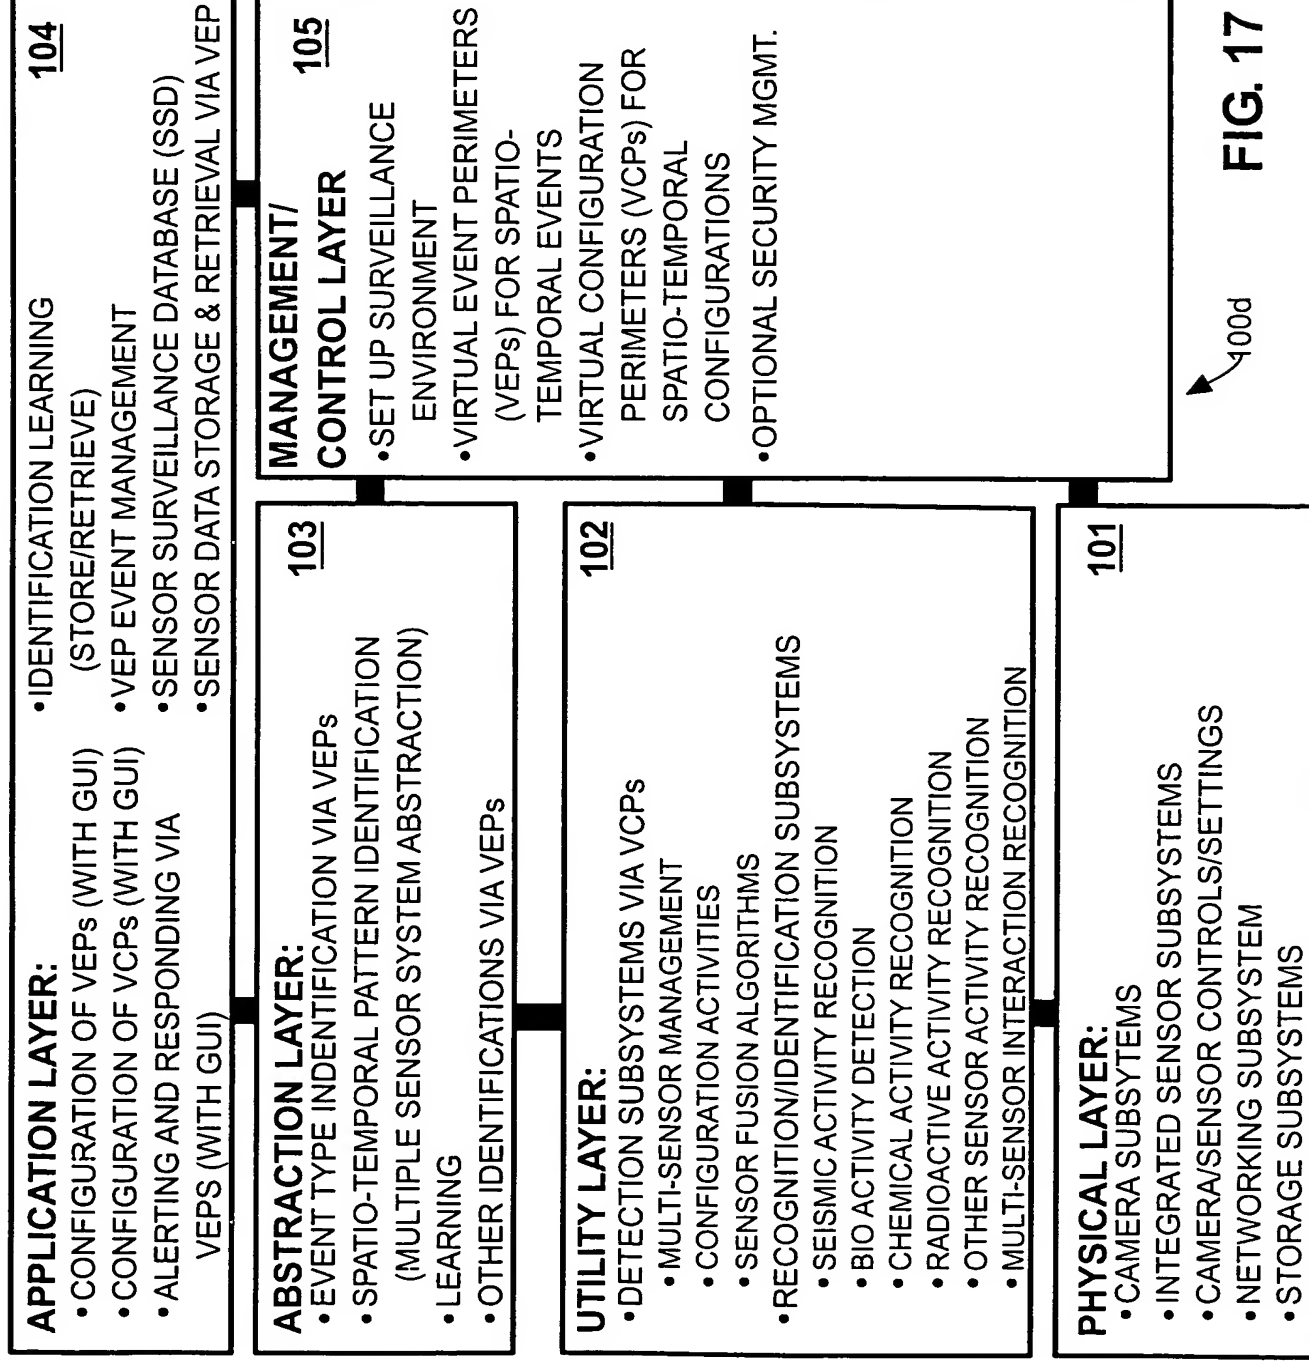 APPLICATION LAYER:
•CONFIGURATION OF VEPs (WITH GUI)
•CONFIGURATION OF VCPs (WITH GUI)
•ALERTING AND RESPONDING VIA
VEPS (WITH GUI)
•IDENTIFICATION LEARNING
(STORE/RETRIEVE)
•VEP EVENT MANAGEMENT
•SENSOR SURVEILLANCE DATABASE (SSD)
•SENSOR DATA STORAGE & RETRIEVAL VIA VEP
104
ABSTRACTION LAYER:
•EVENT TYPE INDENTIFICATION VIA VEPs
•SPATIO-TEMPORAL PATTERN IDENTIFICATION
(MULTIPLE SENSOR SYSTEM ABSTRACTION)
•LEARNING
•OTHER IDENTIFICATIONS VIA VEPs
103
UTILITY LAYER:
•DETECTION SUBSYSTEMS VIA VCPs
•MULTI-SENSOR MANAGEMENT
•CONFIGURATION ACTIVITIES
•SENSOR FUSION ALGORITHMS
•RECOGNITION/IDENTIFICATION SUBSYSTEMS
•SEISMIC ACTIVITY RECOGNITION
•BIO ACTIVITY DETECTION
•CHEMICAL ACTIVITY RECOGNITION
•RADIOACTIVE ACTIVITY RECOGNITION
•OTHER SENSOR ACTIVITY RECOGNITION
•MULTI-SENSOR INTERACTION RECOGNITION
102
PHYSICAL LAYER:
•CAMERA SUBSYTEMS
•INTEGRATED SENSOR SUBSYSTEMS
•CAMERA/SENSOR CONTROLS/SETTINGS
•NETWORKING SUBSYSTEM
•STORAGE SUBSYSTEMS
101
MANAGEMENT/
CONTROL LAYER
105
•SET UP SURVEILLANCE
ENVIRONMENT
•VIRTUAL EVENT PERIMETERS
(VEPs) FOR SPATIO-
TEMPORAL EVENTS
•VIRTUAL CONFIGURATION
PERIMETERS (VCPs) FOR
SPATIO-TEMPORAL
CONFIGURATIONS
•OPTIONAL SECURITY MGMT.
100d
FIG. 17